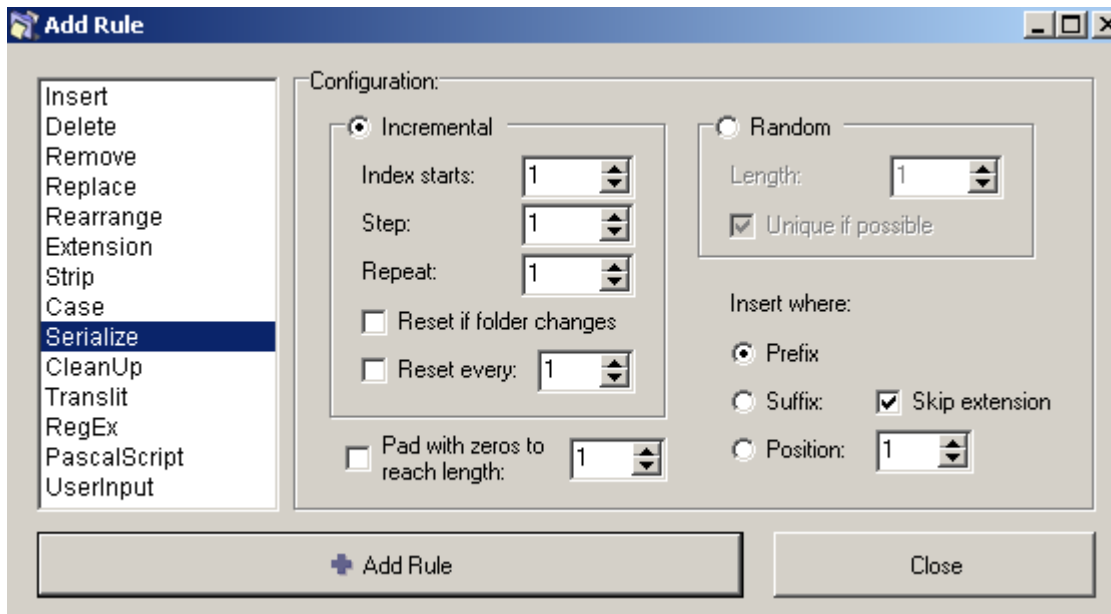 Add Rule
Insert
Delete
Remove
Replace
Rearrange
Extension
Strip
Case
Serialize
CleanUp
Translit
RegEx
PascalScript
UserInput
Configuration:
Incremental
Index starts: 1
Step: 1
Repeat: 1
Reset if folder changes
Reset every: 1
Pad with zeros to
reach length: 1
Random
Length: 1
Unique if possible
Insert where:
Prefix
Suffix: Skip extension
Position: 1
Add Rule
Close